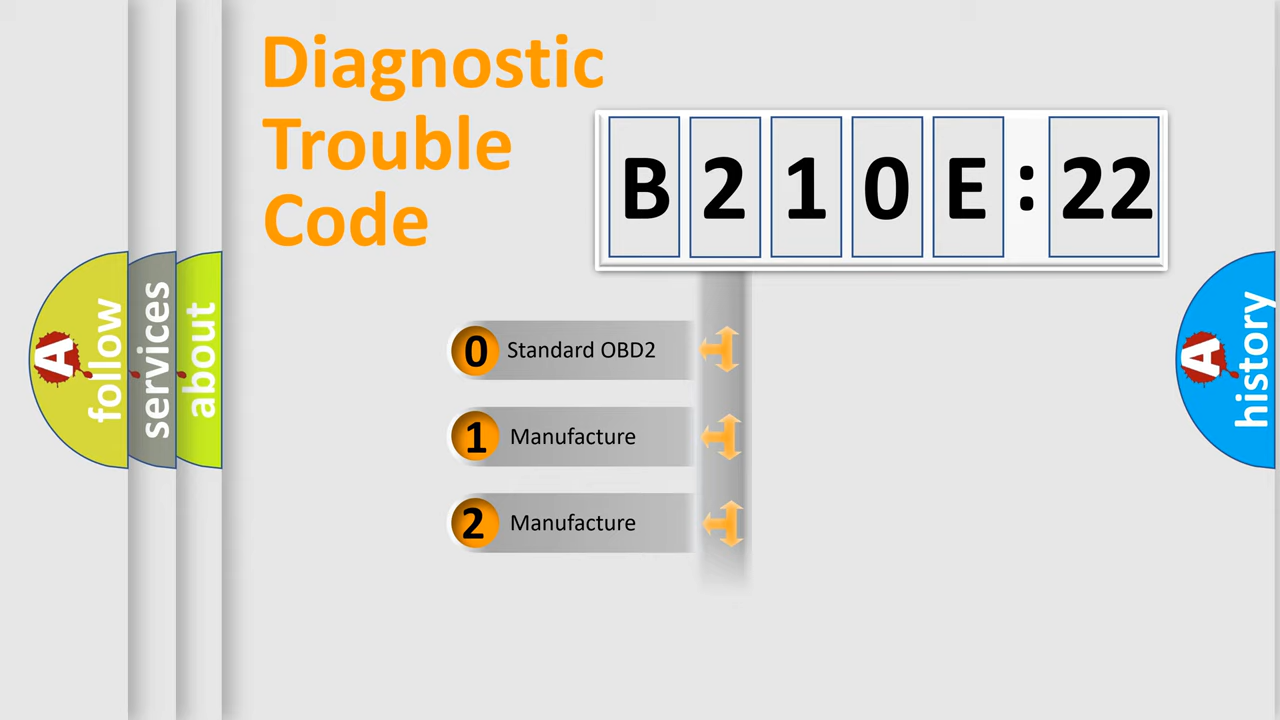 Diagnostic
Trouble
Code
B 2 1 0 E : 22
0 Standard OBD2
1 Manufacture
2 Manufacture
A follow
services
about
A history